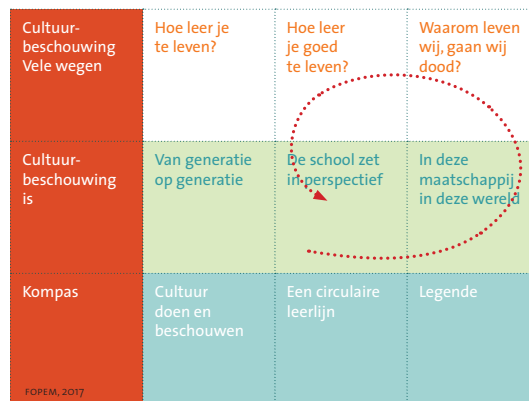 Cultuur-
beschouwing
Vele wegen
Hoe leer je
te leven?
Hoe leer
je goed
te leven?
Waarom leven
wij, gaan wij
dood?
Cultuur-
beschouwing
is
Van generatie
op generatie
De school zet
in perspectief
In deze
maatschappij
in deze wereld
Kompas
Cultuur
doen en
beschouwen
Een circulaire
leerlijn
Legende
FOPEM, 2017